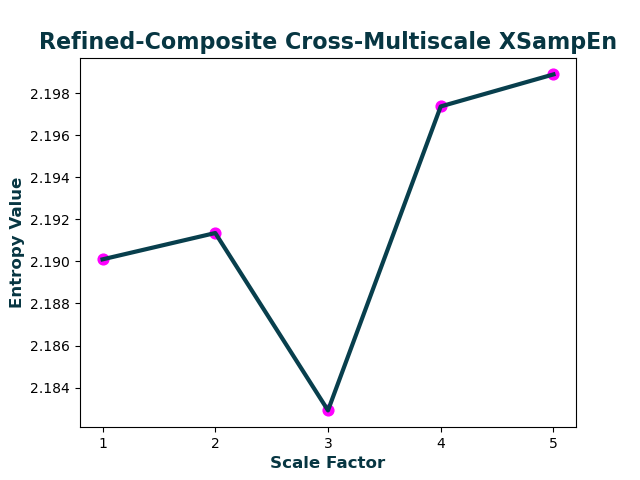 Refined-Composite Cross-Multiscale XSampEn
2.198
2.196
2.194
2.192
2.190
2.188
2.186
2.184
Entropy Value
1 2 3 4 5
Scale Factor